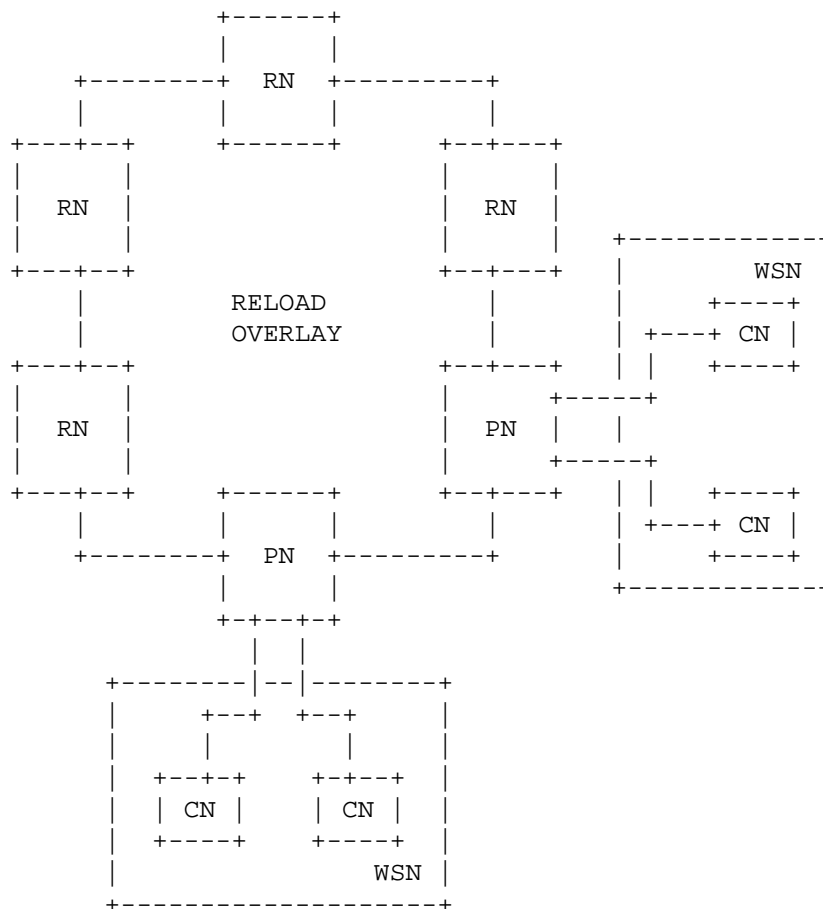 RN
RN RN
WSN
RELOAD
OVERLAY CN
RN PN
CN
PN
CN CN
WSN